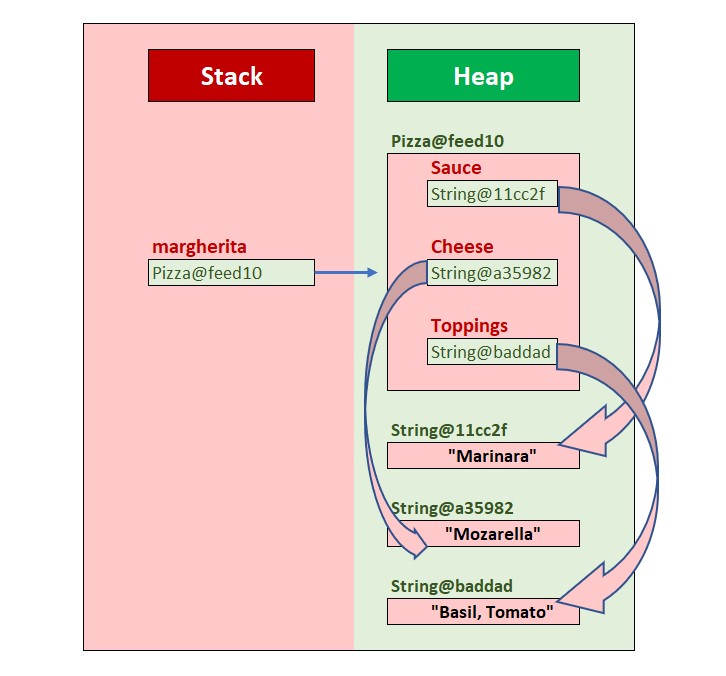 Stack
Heap
Pizza@feed10
Sauce
String@11cc2f
margherita
Pizza@feed10
Cheese
String@a35982
Toppings
String@baddad
String@11cc2f
"Marinara"
String@a35982
"Mozarella"
String@baddad
"Basil, Tomato"